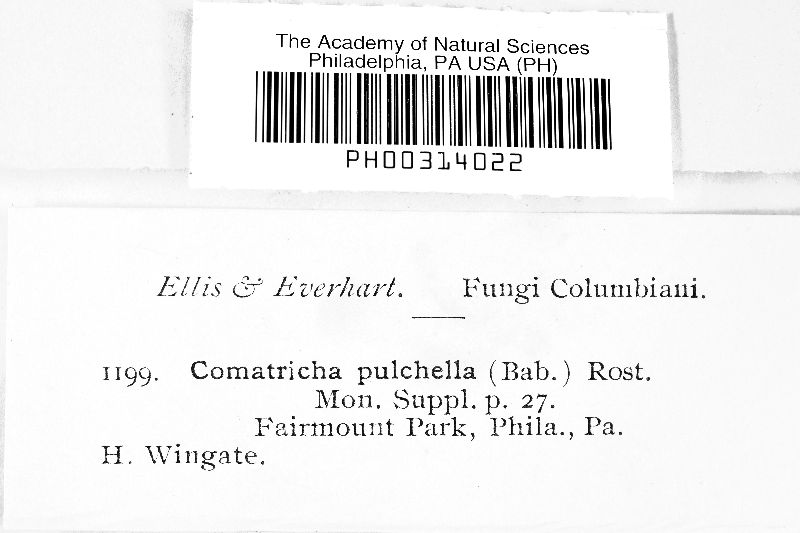 The Academy of Natural Sciences
Philadelphia, PA USA (PH)
PH00314022
Ellis & Everhart. Fungi Columbiani.
1199. Comatricha pulchella (Bab.) Rost.
Mon. Suppl. p. 27.
Fairmount Park, Phila., Pa.
H. Wingate.